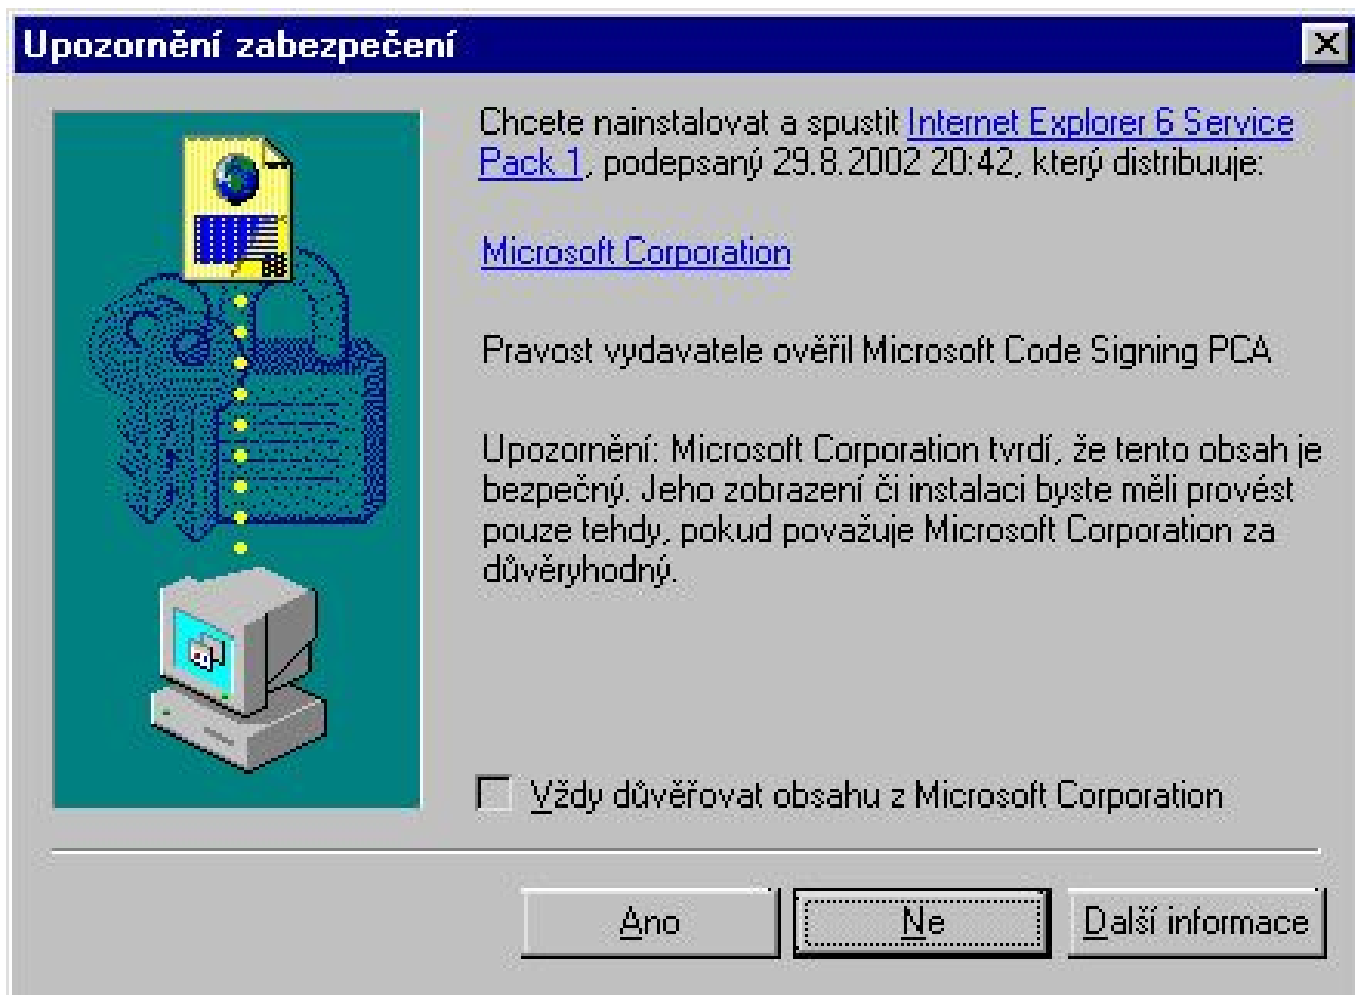 Upozornění zabezpečení
Chcete nainstalovat a spustit Internet Explorer 6 Service
Pack 1, podepsaný 29.8.2002 20:42, který distribuuje:
Microsoft Corporation
Pravost vydavatele ověřil Microsoft Code Signing PCA
Upozornění: Microsoft Corporation tvrdí, že tento obsah je
bezpečný. Jeho zobrazení či instalaci byste měli provést
pouze tehdy, pokud považuje Microsoft Corporation za
důvěryhodný.
Vždy důvěřovat obsahu z Microsoft Corporation
Ano Ne Další informace